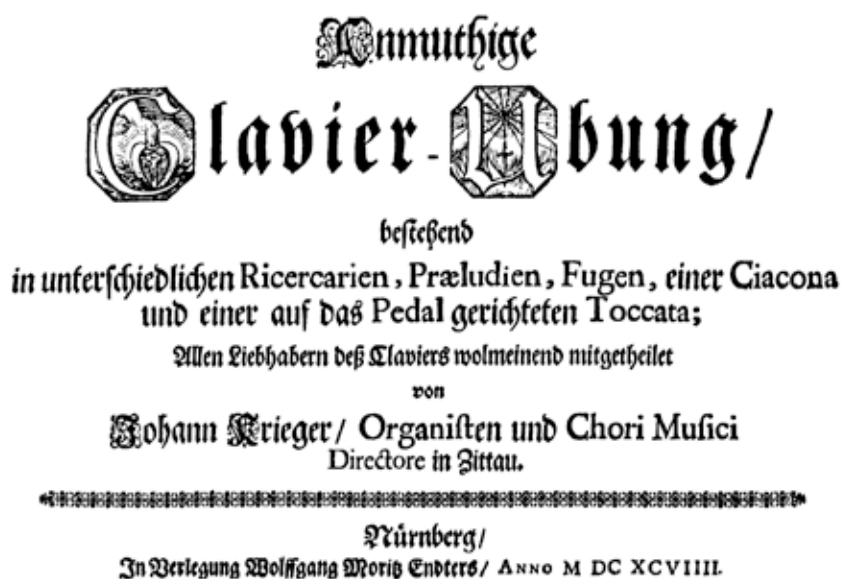 Anmuthige
Clavier-Ubung/
bestehend
in unterschiedlichen Ricercarien, Præludien, Fugen, einer Ciacona
und einer auf das Pedal gerichteten Toccata;
Allen Liebhabern deß Claviers wolmeinend mitgetheilet
von
Johann Krieger/ Organisten und Chori Musici
Directore in Zittau.
Nürnberg/
In Verlegung Wolffgang Moritz Endters/ ANNO M DC XCVIIII.